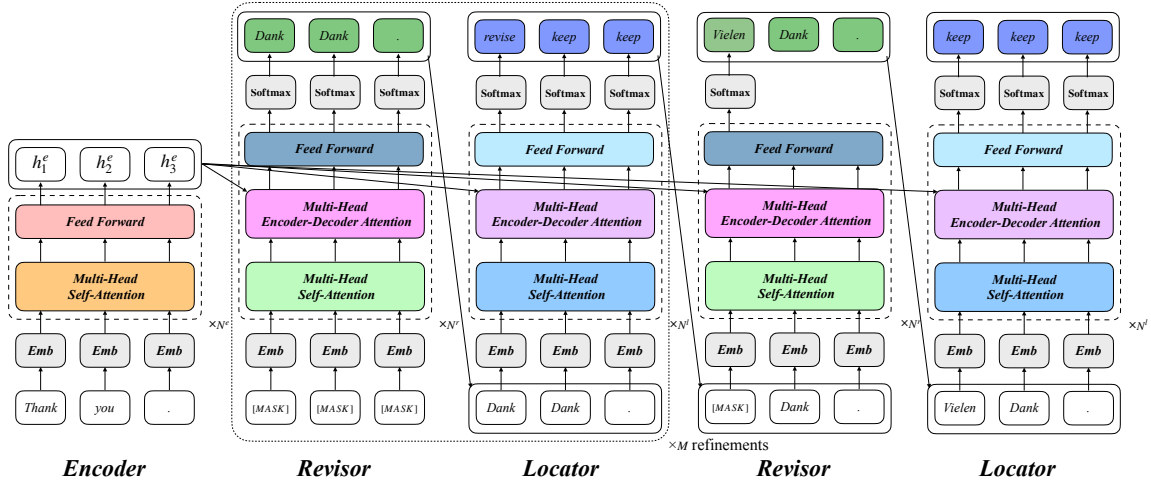 Dank Dank .
revise keep keep
Vielen Dank .
keep keep keep
Softmax Softmax Softmax
Softmax Softmax Softmax
Softmax
Softmax Softmax Softmax
Feed Forward
Feed Forward
Feed Forward
Feed Forward
h₁ᵉ h₂ᵉ h₃ᵉ
Feed Forward
Multi-Head
Encoder-Decoder Attention
Multi-Head
Encoder-Decoder Attention
Multi-Head
Encoder-Decoder Attention
Multi-Head
Encoder-Decoder Attention
Multi-Head
Self-Attention
Multi-Head
Self-Attention
Multi-Head
Self-Attention
Multi-Head
Self-Attention
Multi-Head
Self-Attention
×Nᵉ
×Nʳ
×Nˡ
×Nʳ
×Nˡ
Emb Emb Emb
Emb Emb Emb
Emb Emb Emb
Emb Emb Emb
Emb Emb Emb
Thank you .
[MASK] [MASK] [MASK]
Dank Dank .
[MASK] Dank .
Vielen Dank .
×M refinements
Encoder
Revisor
Locator
Revisor
Locator